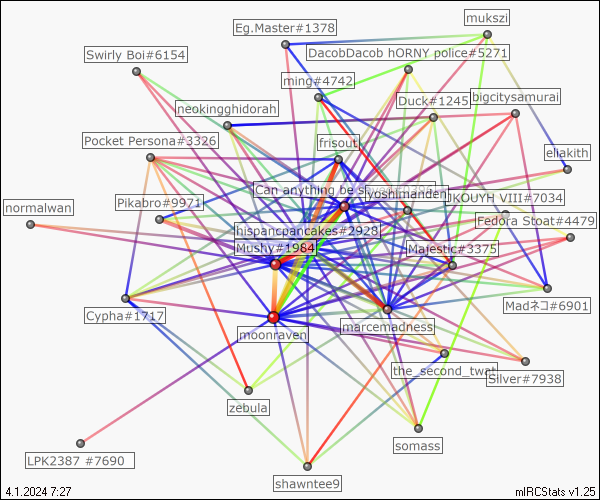 mukszi
Eg.Master#1378
Swirly Boi#6154
DacobDacob hORNY police#5271
ming#4742
neokingghidorah
Duck#1245
bigcitysamurai
Pocket Persona#3326
frisout
eliakith
Can anything be
yoshimanden
Pikabro#9971
JKOUYH VIII#7034
normalwan
Fedora Stoat#4479
hispancpancakes#2928
Mushy#1984
Majestic#3375
Cypha#1717
Madネコ#6901
moonraven
marcemadness
the_second_twat
Silver#7938
zebula
somass
LPK2387 #7690
shawntee9
4.1.2024 7:27
mIRCStats v1.25